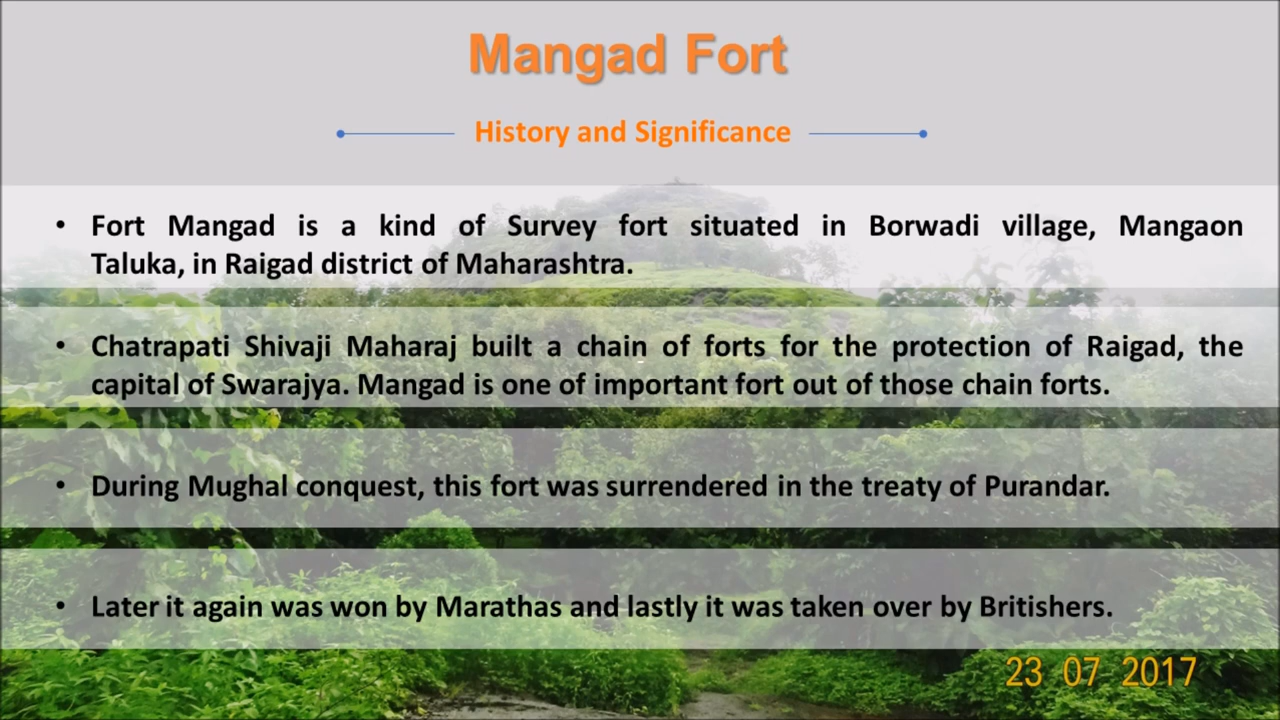 Mangad Fort
History and Significance
• Fort Mangad is a kind of Survey fort situated in Borwadi village, Mangaon
Taluka, in Raigad district of Maharashtra.
• Chatrapati Shivaji Maharaj built a chain of forts for the protection of Raigad, the
capital of Swarajya. Mangad is one of important fort out of those chain forts.
• During Mughal conquest, this fort was surrendered in the treaty of Purandar.
• Later it again was won by Marathas and lastly it was taken over by Britishers.
23 07 2017